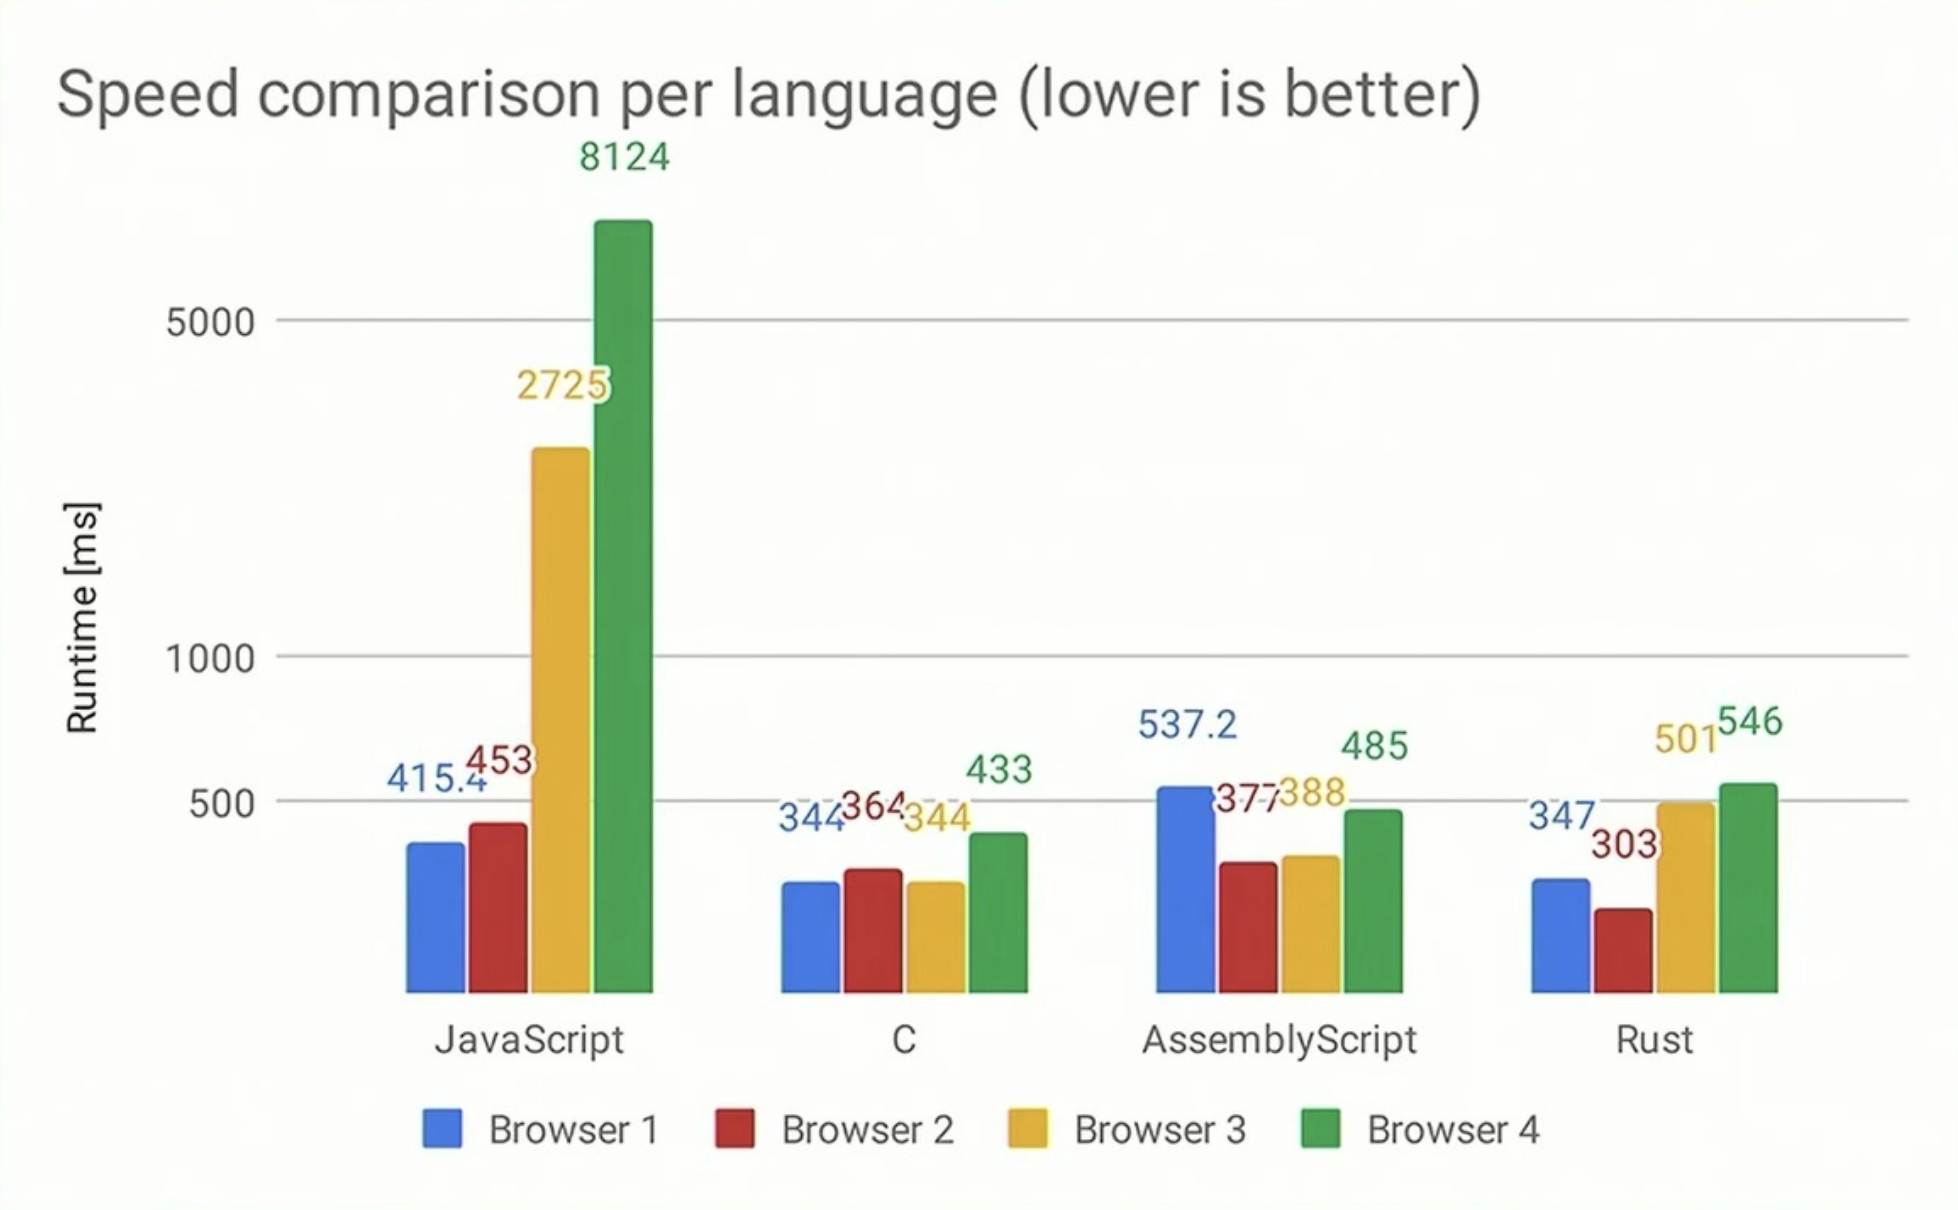 Speed comparison per language (lower is better)
8124
5000
2725
Runtime [ms]
1000
415.4 453 344 364 344 433 537.2 377 388 485 347 303 501 546
500
JavaScript C AssemblyScript Rust
Browser 1 Browser 2 Browser 3 Browser 4